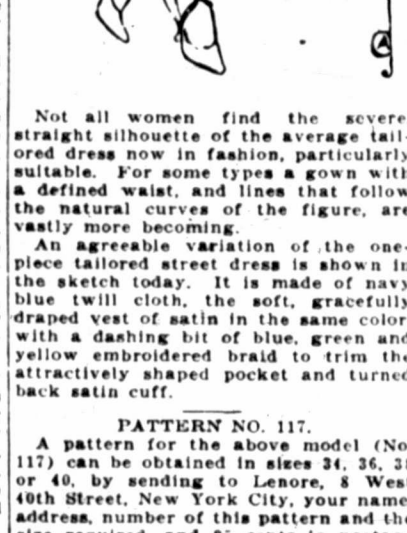 A
Not all women find the severe
straight silhouette of the average tail-
ored dress now in fashion, particularly
suitable. For some types a gown with
a defined waist, and lines that follow
the natural curves of the figure, are
vastly more becoming.
An agreeable variation of the one-
piece tailored street dress is shown in
the sketch today. It is made of navy
blue twill cloth, the soft, gracefully
draped vest of satin in the same color
with a dashing bit of blue, green and
yellow embroidered braid to trim the
attractively shaped pocket and turned
back satin cuff.
PATTERN NO. 117.
A pattern for the above model (No
117) can be obtained in sizes 34, 36, 3
or 40, by sending to Lenore, 8 West
40th Street, New York City, your name
address, number of this pattern and the